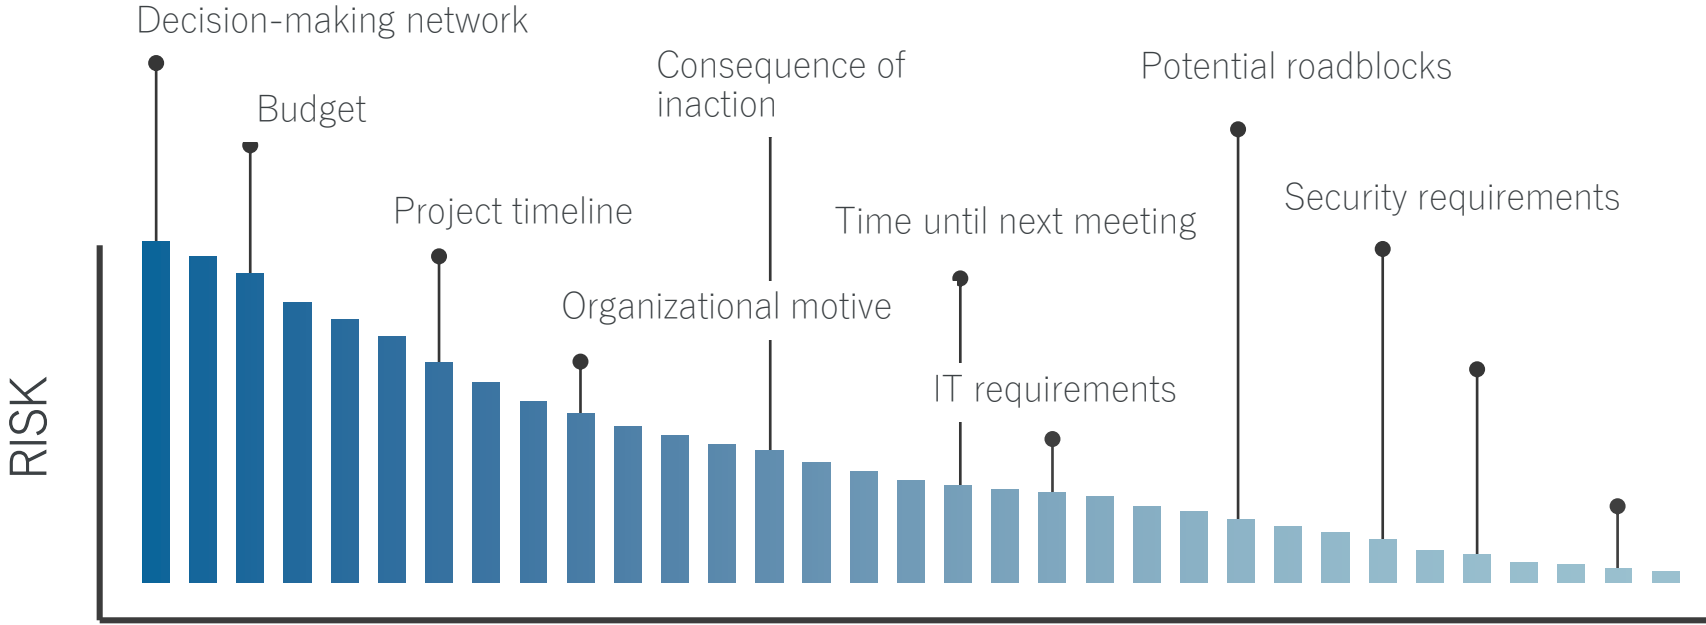 Decision-making network
Consequence of
inaction
Potential roadblocks
Budget
Project timeline
Time until next meeting
Security requirements
Organizational motive
IT requirements
RISK